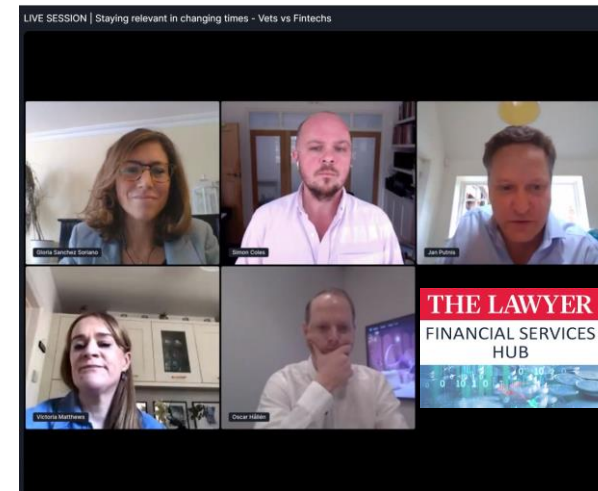 LIVE SESSION | Staying relevant in changing times - Vets vs Fintechs
Gloria Sánchez Soriano
Simon Coles
Jan Putnis
Victoria Matthews
Oscar Hållén
THE LAWYER
FINANCIAL SERVICES
HUB